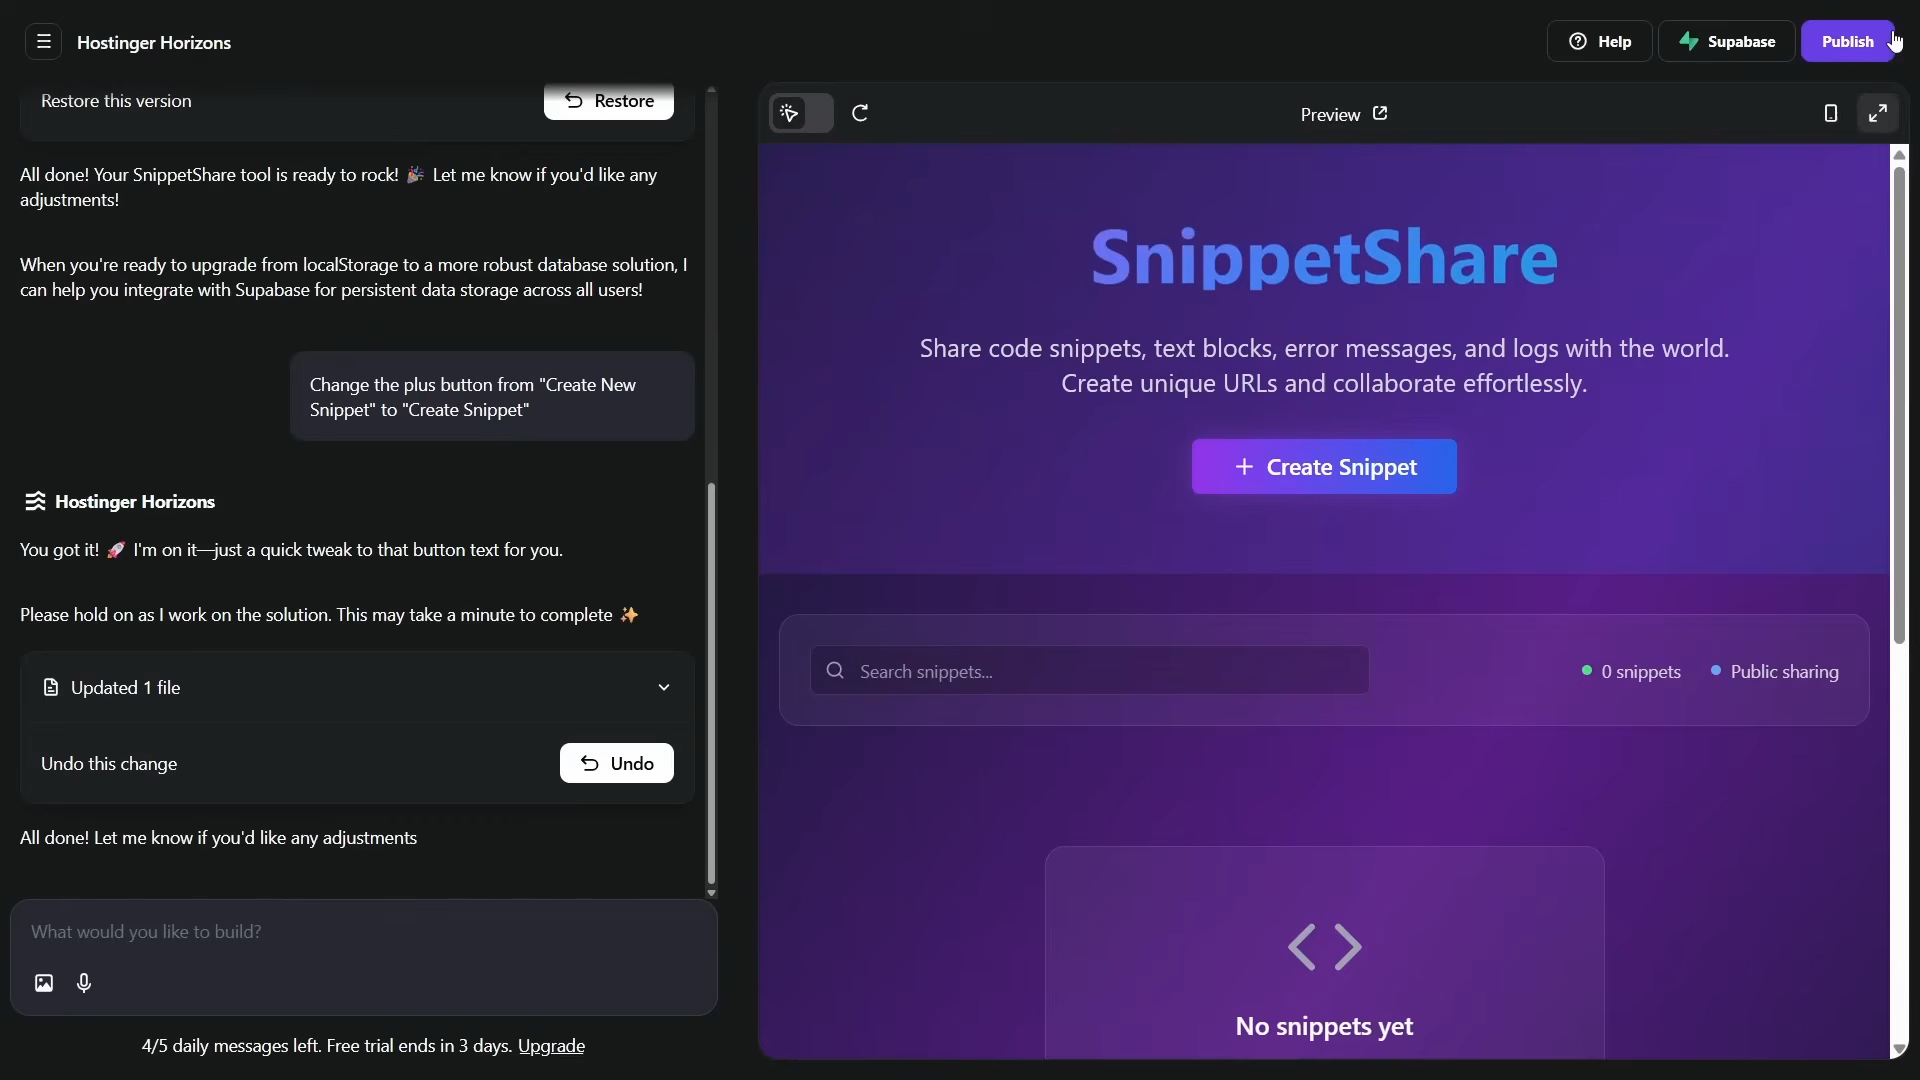 Hostinger Horizons
Help
Supabase
Publish
Restore this version
Restore
All done! Your SnippetShare tool is ready to rock! 🎉 Let me know if you'd like any
adjustments!
When you're ready to upgrade from localStorage to a more robust database solution, I
can help you integrate with Supabase for persistent data storage across all users!
Change the plus button from "Create New
Snippet" to "Create Snippet"
Hostinger Horizons
You got it! 🚀 I'm on it—just a quick tweak to that button text for you.
Please hold on as I work on the solution. This may take a minute to complete ✨
Updated 1 file
Undo this change
Undo
All done! Let me know if you'd like any adjustments
What would you like to build?
4/5 daily messages left. Free trial ends in 3 days. Upgrade
Preview
SnippetShare
Share code snippets, text blocks, error messages, and logs with the world.
Create unique URLs and collaborate effortlessly.
+ Create Snippet
Search snippets...
0 snippets
Public sharing
No snippets yet